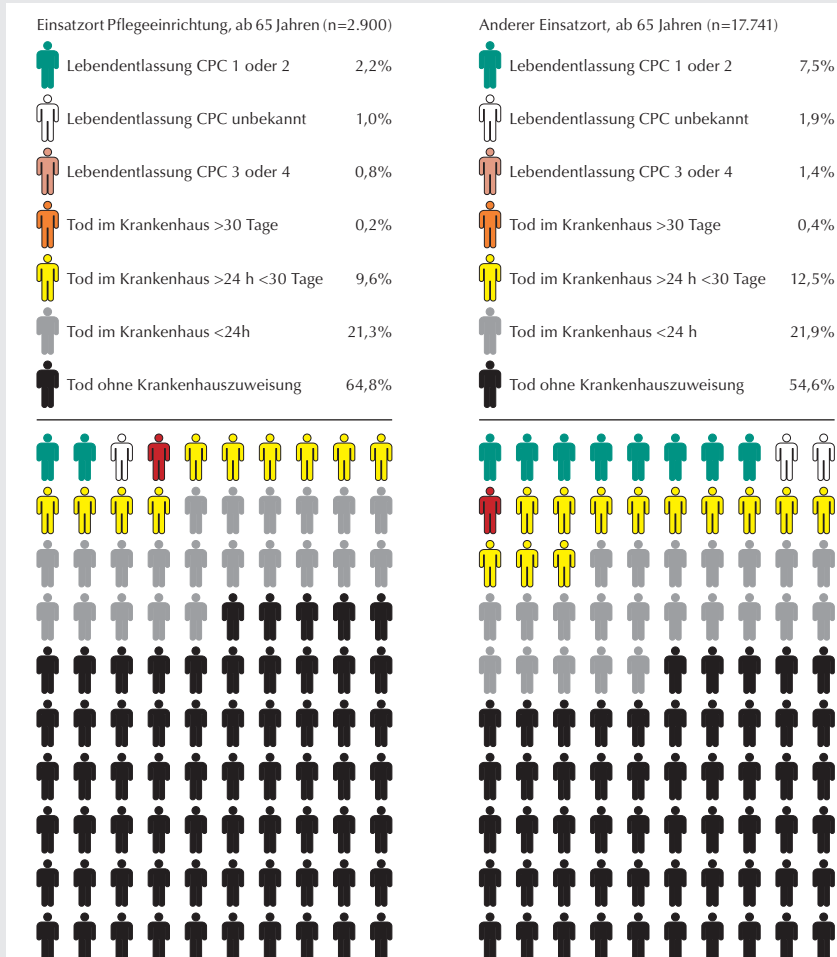 Einsatzort Pflegeeinrichtung, ab 65 Jahren (n=2.900)
Lebendentlassung CPC 1 oder 2 2,2%
Lebendentlassung CPC unbekannt 1,0%
Lebendentlassung CPC 3 oder 4 0,8%
Tod im Krankenhaus >30 Tage 0,2%
Tod im Krankenhaus >24 h <30 Tage 9,6%
Tod im Krankenhaus <24h 21,3%
Tod ohne Krankenhauszuweisung 64,8%
Anderer Einsatzort, ab 65 Jahren (n=17.741)
Lebendentlassung CPC 1 oder 2 7,5%
Lebendentlassung CPC unbekannt 1,9%
Lebendentlassung CPC 3 oder 4 1,4%
Tod im Krankenhaus >30 Tage 0,4%
Tod im Krankenhaus >24 h <30 Tage 12,5%
Tod im Krankenhaus <24 h 21,9%
Tod ohne Krankenhauszuweisung 54,6%